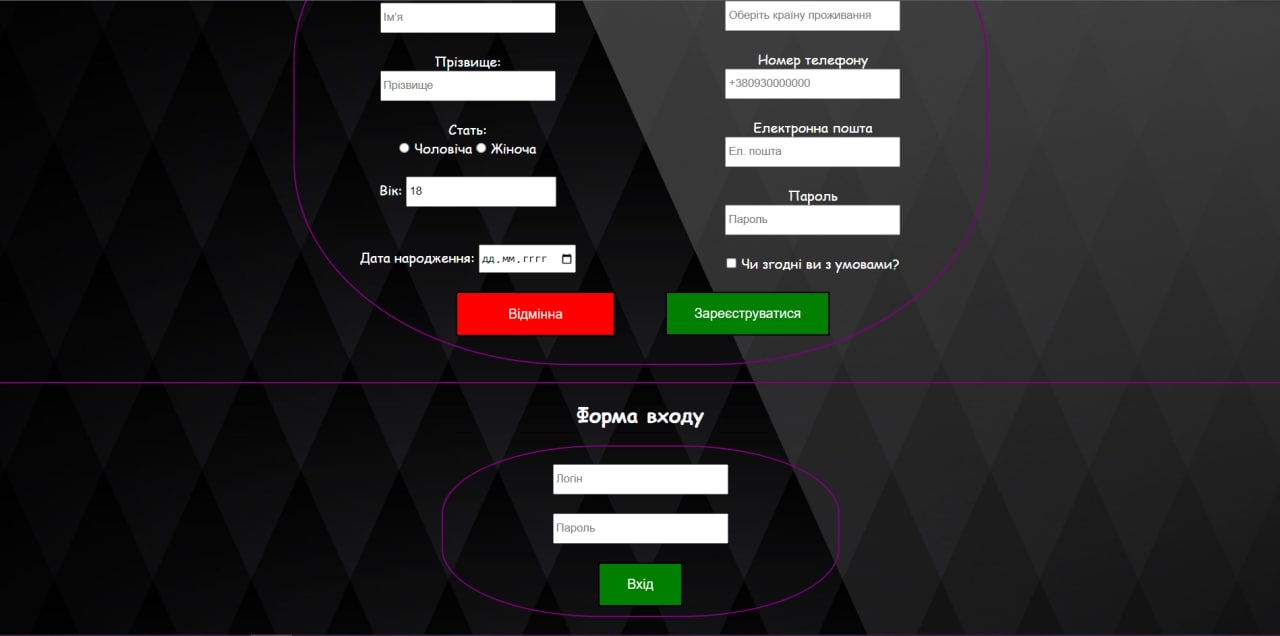 Ім'я
Прізвище:
Прізвище
Стать:
Чоловіча Жіноча
Вік: 18
Дата народження: дд.мм.гггг
Оберіть країну проживання
Номер телефону
+380930000000
Електронна пошта
Ел. пошта
Пароль
Пароль
Чи згодні ви з умовами?
Відмінна
Зареєструватися
Форма входу
Логін
Пароль
Вхід